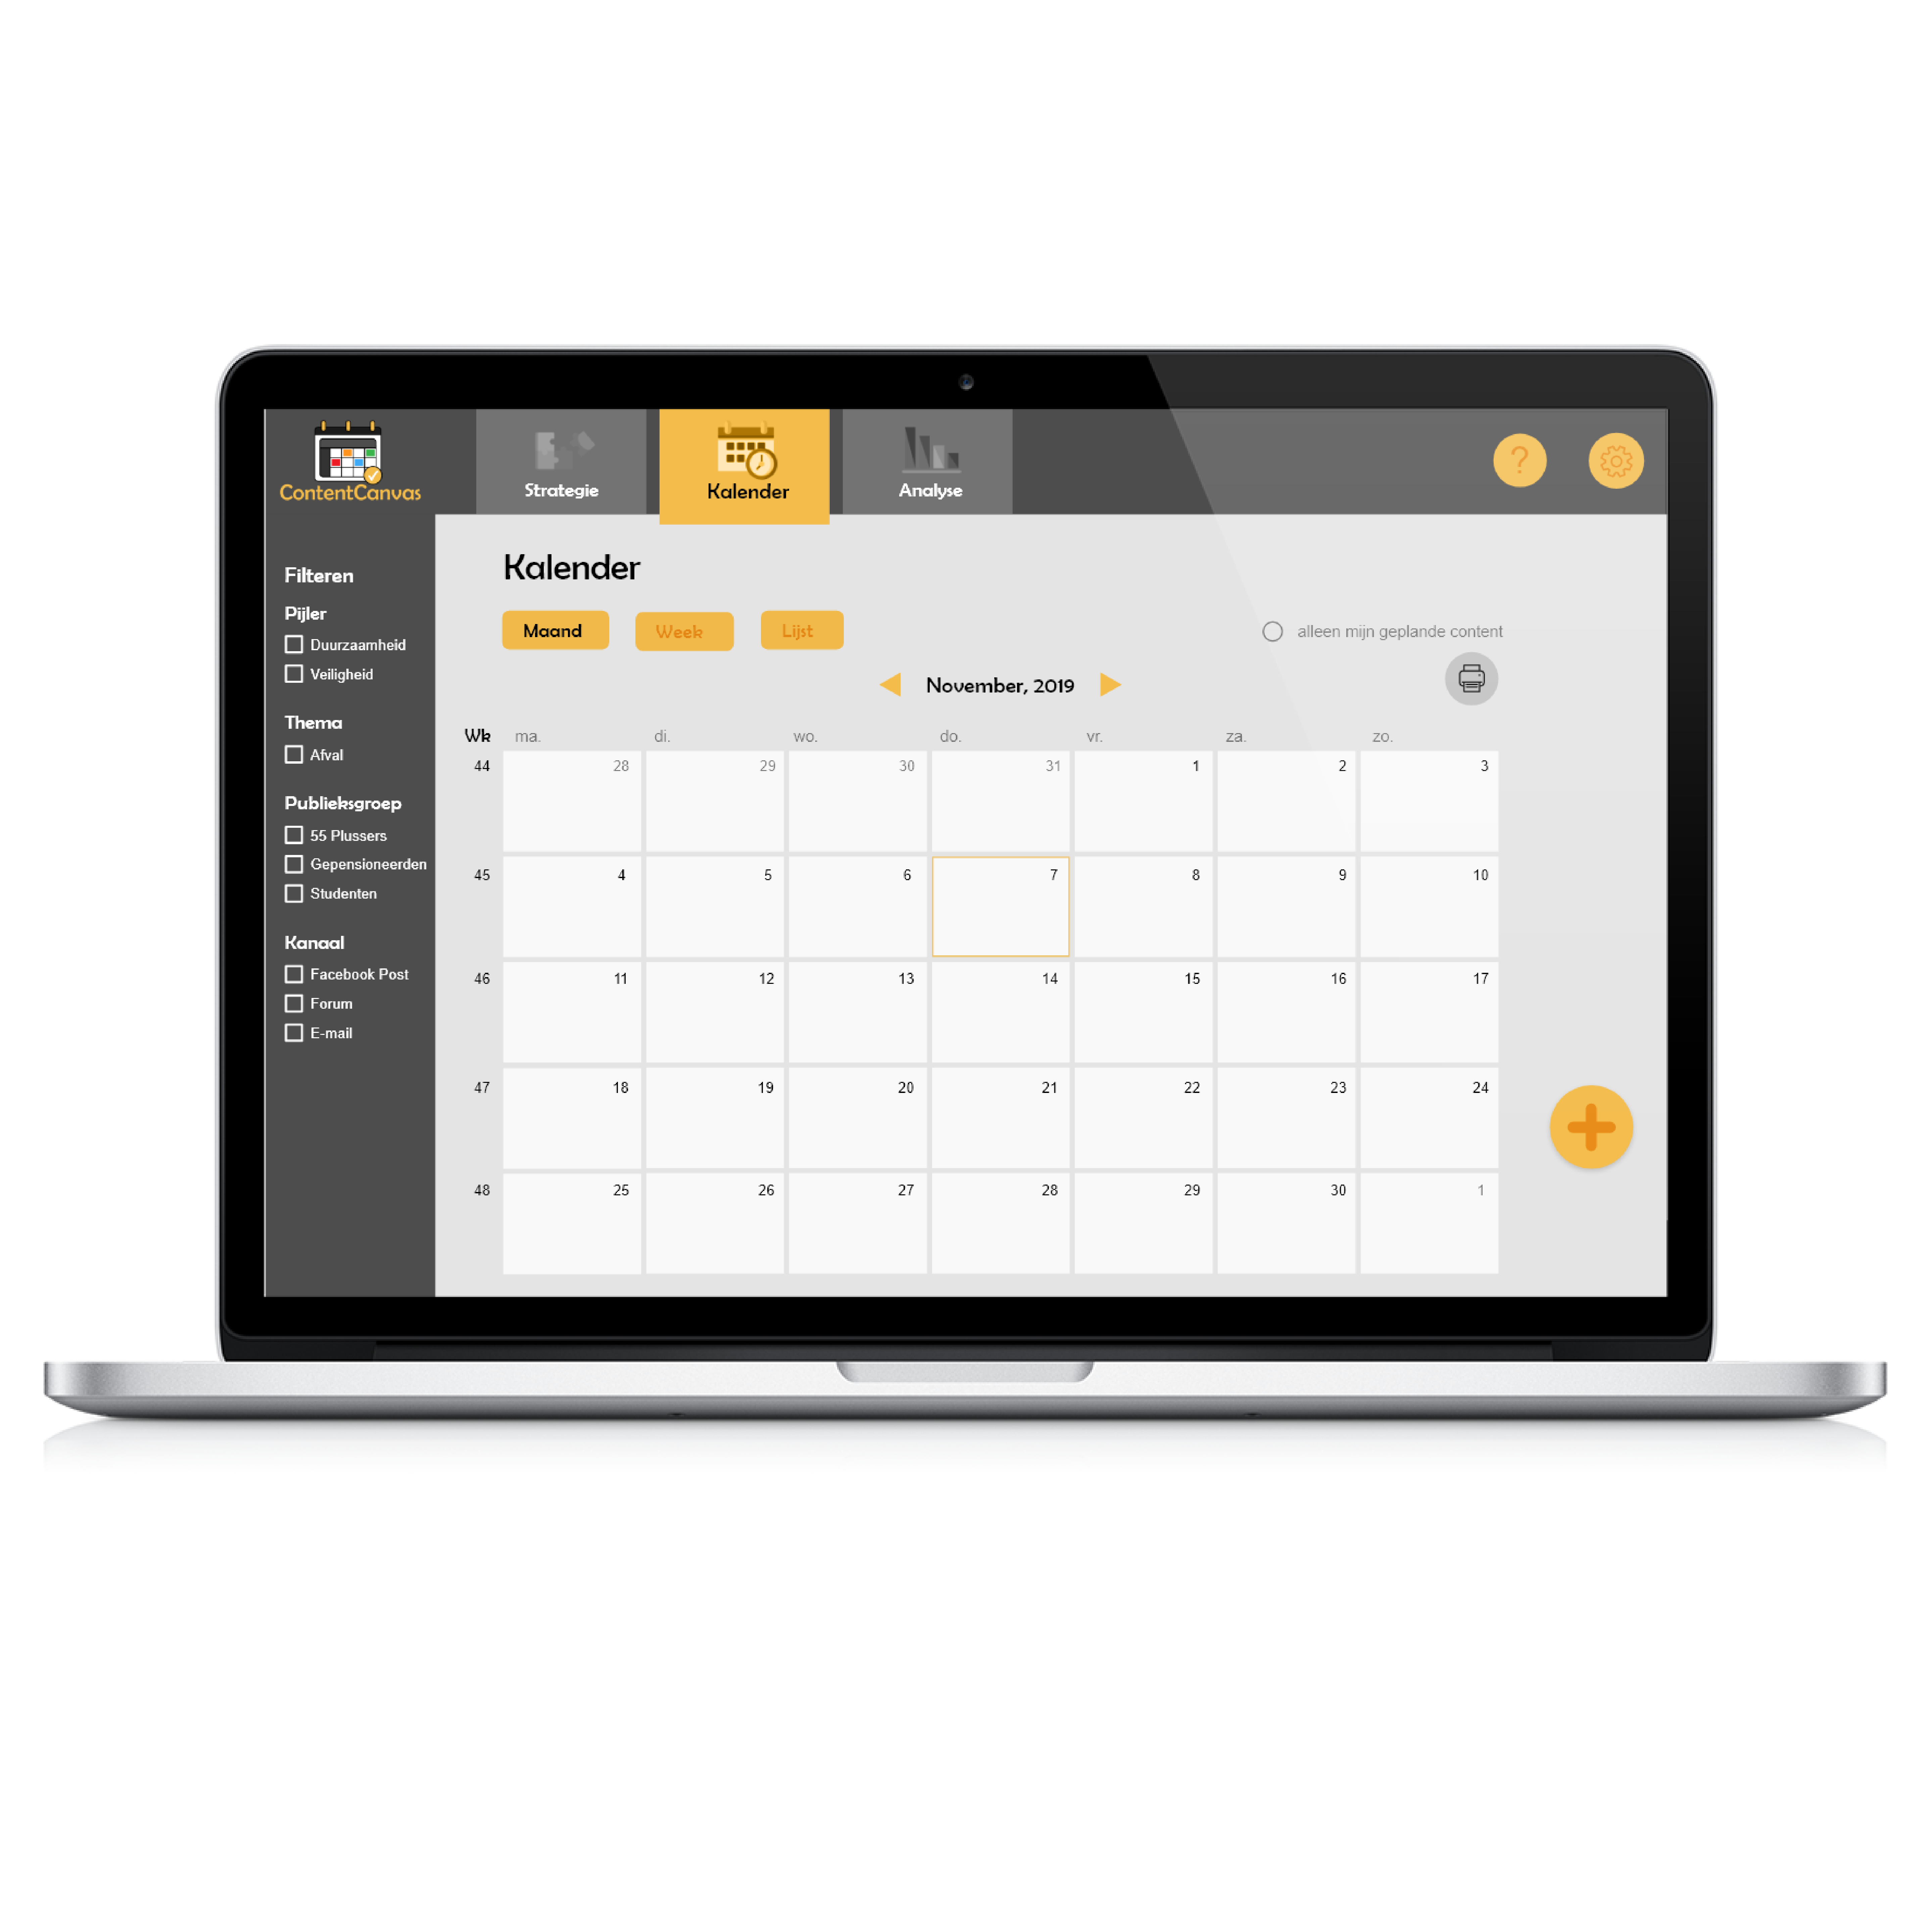 ContentCanvas
Strategie
Kalender
Analyse
?
Filteren
Pijler
Duurzaamheid
Veiligheid
Thema
Afval
Publieksgroep
55 Plussers
Gepensioneerden
Studenten
Kanaal
Facebook Post
Forum
E-mail
Kalender
Maand Week Lijst
alleen mijn geplande content
November, 2019
Wk ma. di. wo. do. vr. za. zo.
44 28 29 30 31 1 2 3
45 4 5 6 7 8 9 10
46 11 12 13 14 15 16 17
47 18 19 20 21 22 23 24
48 25 26 27 28 29 30 1